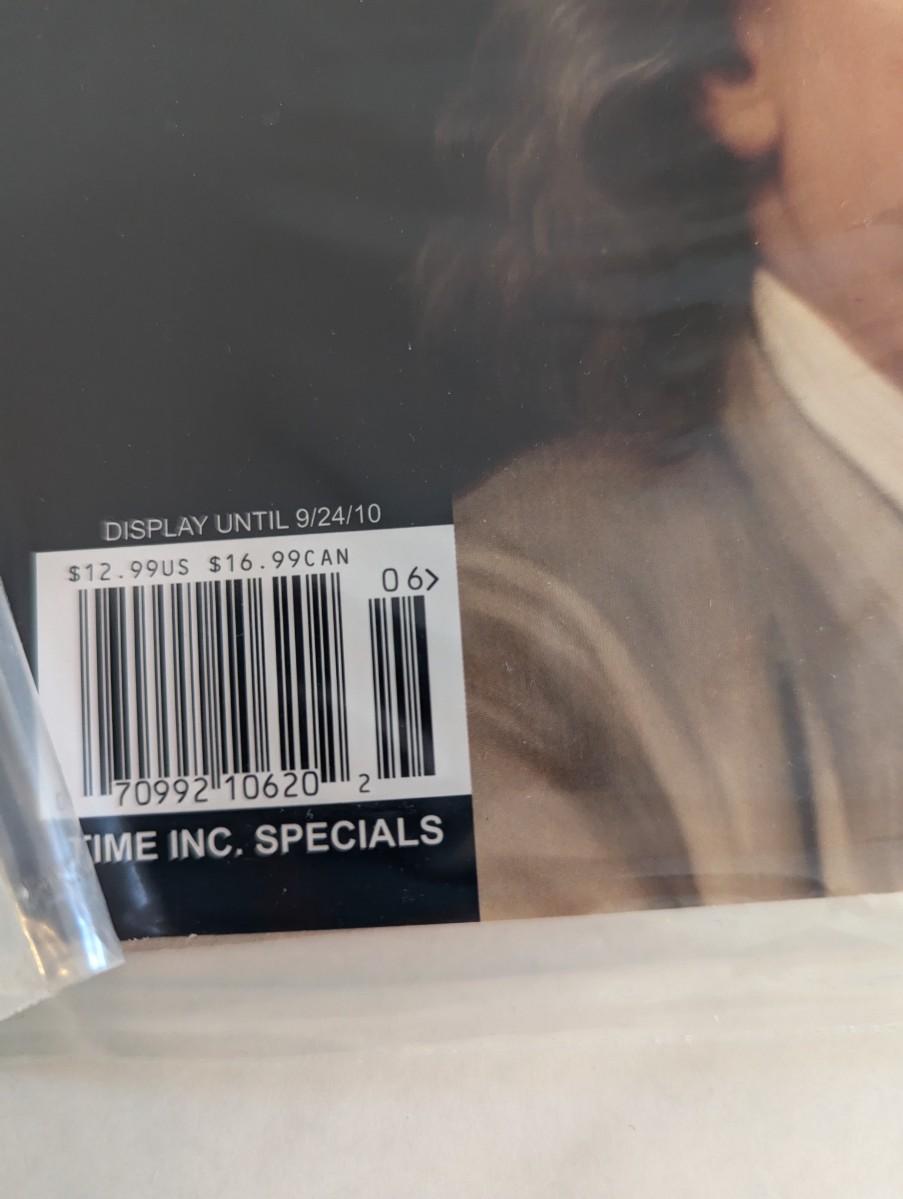 DISPLAY UNTIL 9/24/10
$12.99US $16.99CAN
06>
70992 10620 2
TIME INC. SPECIALS